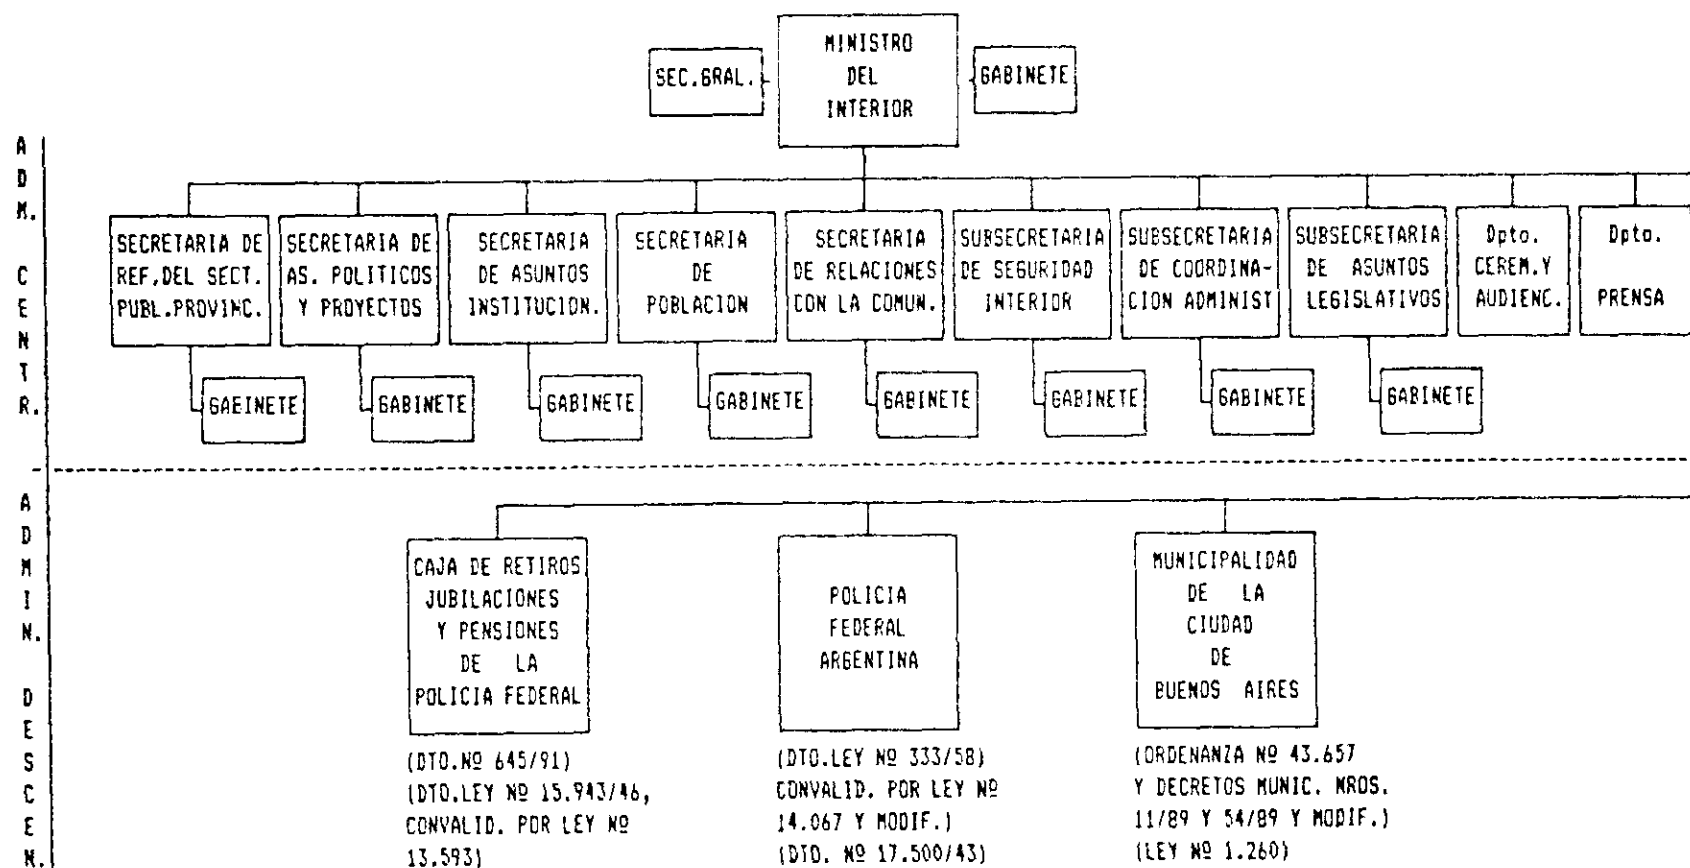 MINISTRO
DEL
INTERIOR
SEC.GRAL.
GABINETE
ADM. CENTR.
SECRETARIA DE
REF.DEL SECT.
PUBL.PROVINC.
SECRETARIA DE
AS. POLITICOS
Y PROYECTOS
SECRETARIA
DE ASUNTOS
INSTITUCION.
SECRETARIA
DE
POBLACION
SECRETARIA
DE RELACIONES
CON LA COMUN.
SUBSECRETARIA
DE SEGURIDAD
INTERIOR
SUBSECRETARIA
DE COORDINA-
CION ADMINIST
SUBSECRETARIA
DE ASUNTOS
LEGISLATIVOS
Dpto.
CEREM.Y
AUDIENC.
Dpto.
PRENSA
GABINETE
GABINETE
GABINETE
GABINETE
GABINETE
GABINETE
GABINETE
GABINETE
ADMIN. DESCEN.
CAJA DE RETIROS
JUBILACIONES
Y PENSIONES
DE LA
POLICIA FEDERAL
(DTO.Nº 645/91)
(DTO.LEY Nº 15.943/46,
CONVALID. POR LEY Nº
13.593)
POLICIA
FEDERAL
ARGENTINA
(DTO.LEY Nº 333/58)
CONVALID. POR LEY Nº
14.067 Y MODIF.)
(DTO. Nº 17.500/43)
MUNICIPALIDAD
DE LA
CIUDAD
DE
BUENOS AIRES
(ORDENANZA Nº 43.657
Y DECRETOS MUNIC. NROS.
11/89 Y 54/89 Y MODIF.)
(LEY Nº 1.260)